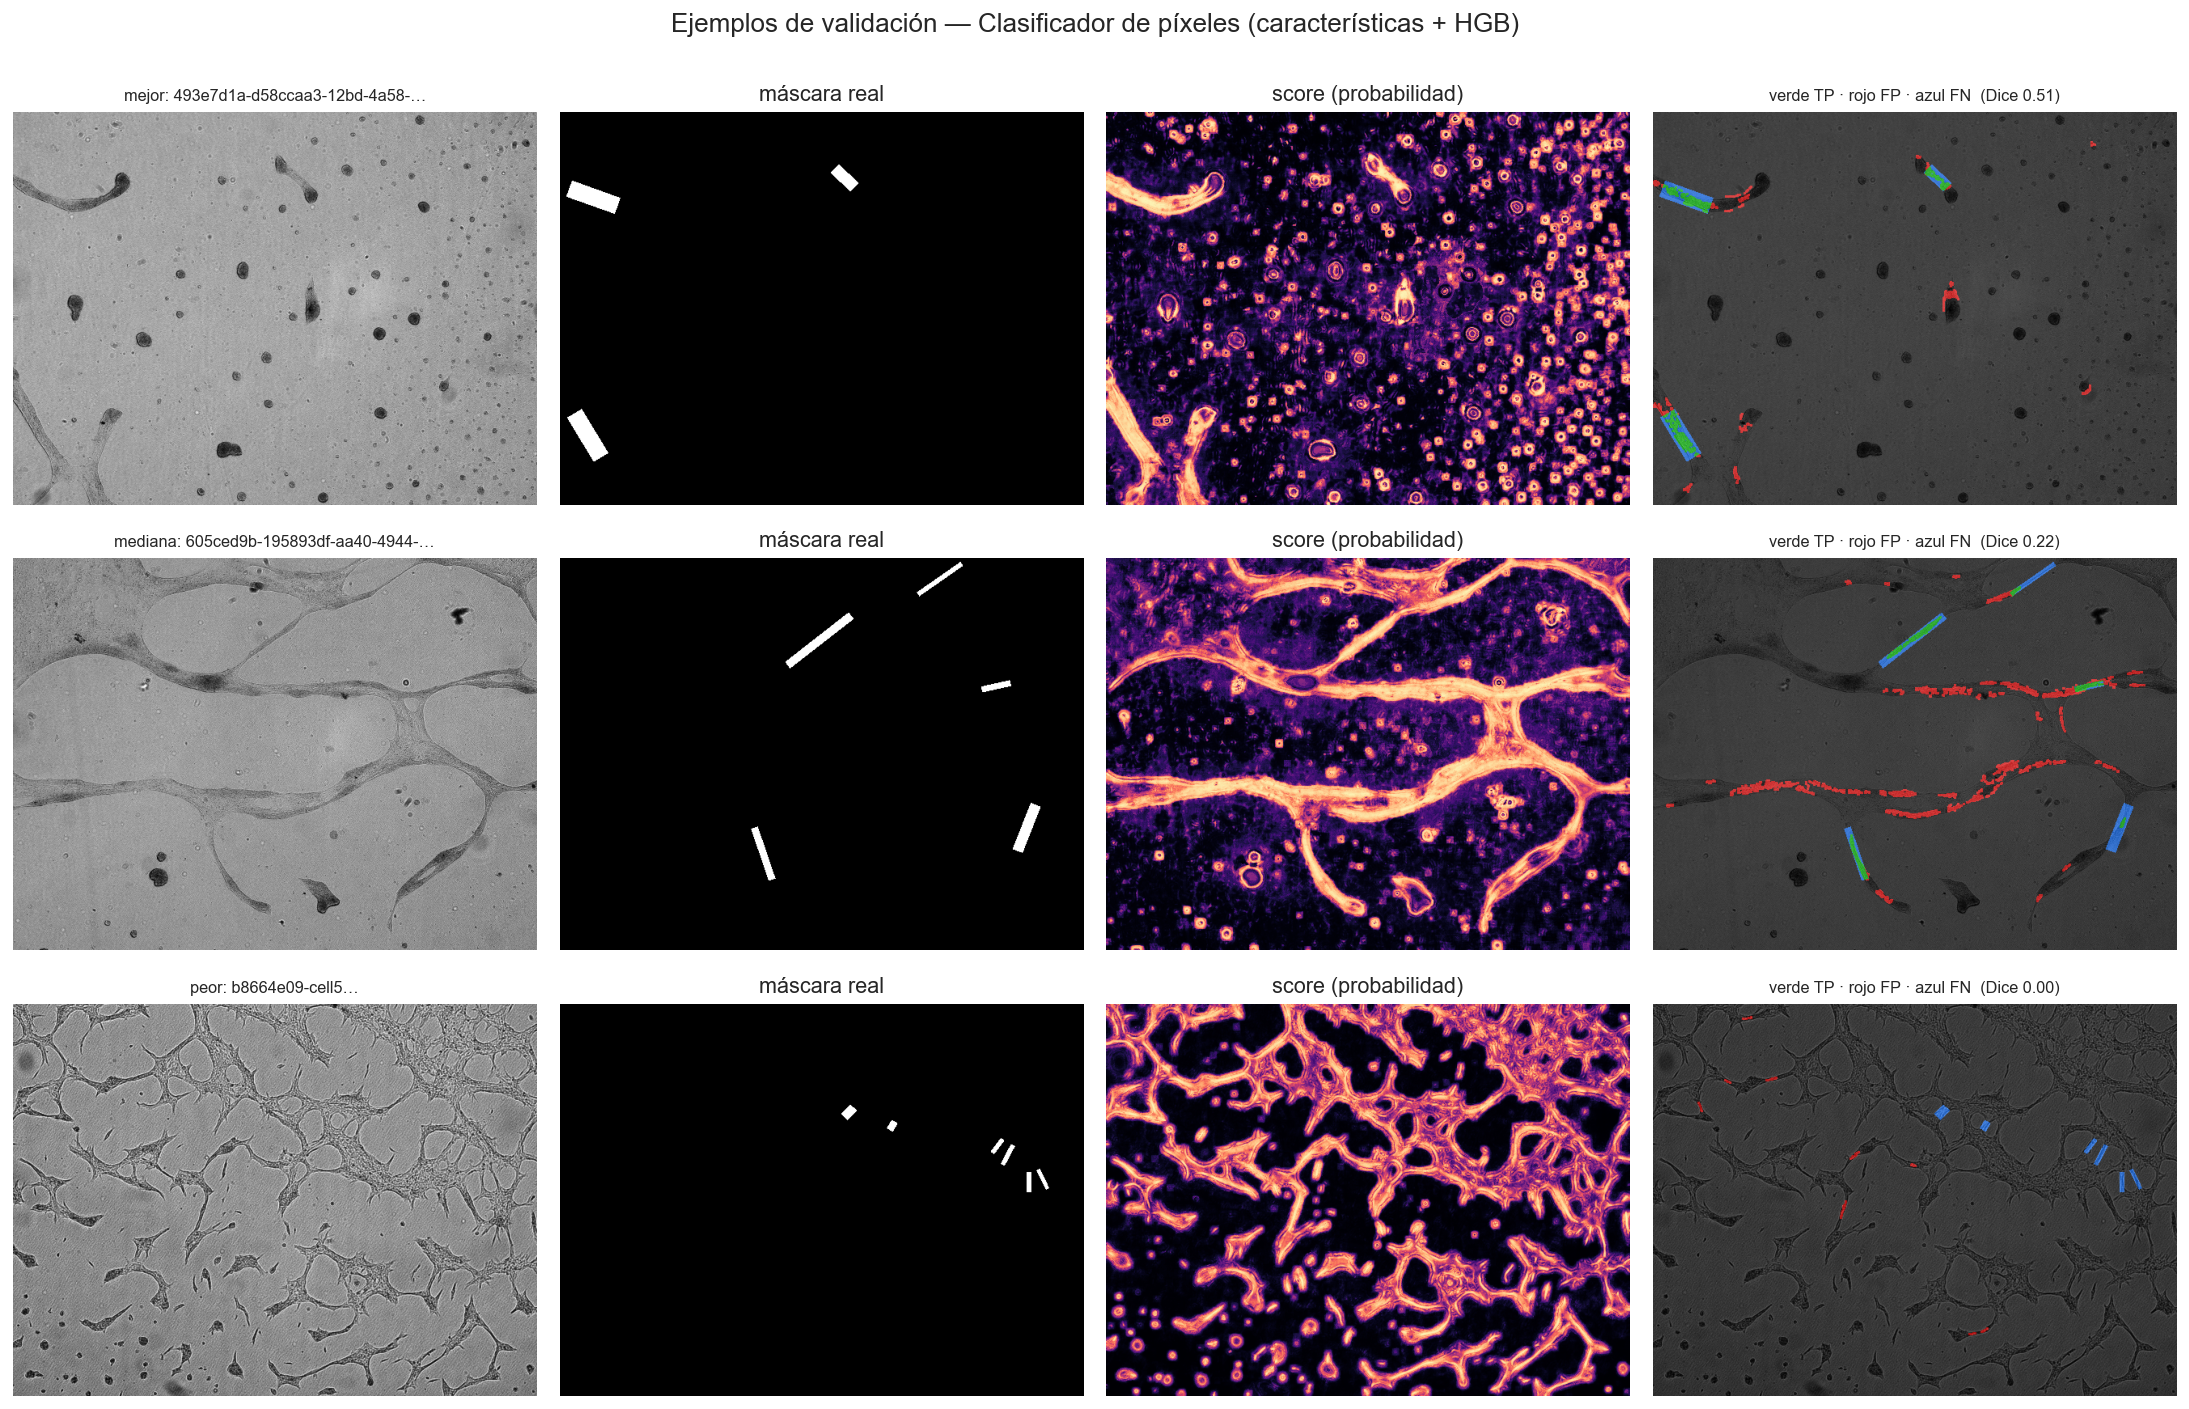 Ejemplos de validación — Clasificador de píxeles (características + HGB)
mejor: 493e7d1a-d58ccaa3-12bd-4a58-…
máscara real
score (probabilidad)
verde TP · rojo FP · azul FN  (Dice 0.51)
mediana: 605ced9b-195893df-aa40-4944-…
máscara real
score (probabilidad)
verde TP · rojo FP · azul FN  (Dice 0.22)
peor: b8664e09-cell5…
máscara real
score (probabilidad)
verde TP · rojo FP · azul FN  (Dice 0.00)